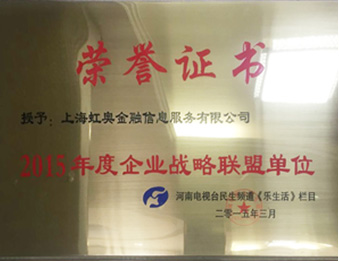 荣誉证书
授予:上海虹奥金融信息服务有限公司
2015年度企业战略联盟单位
河南电视台民生频道《乐生活》栏目
二零一五年三月